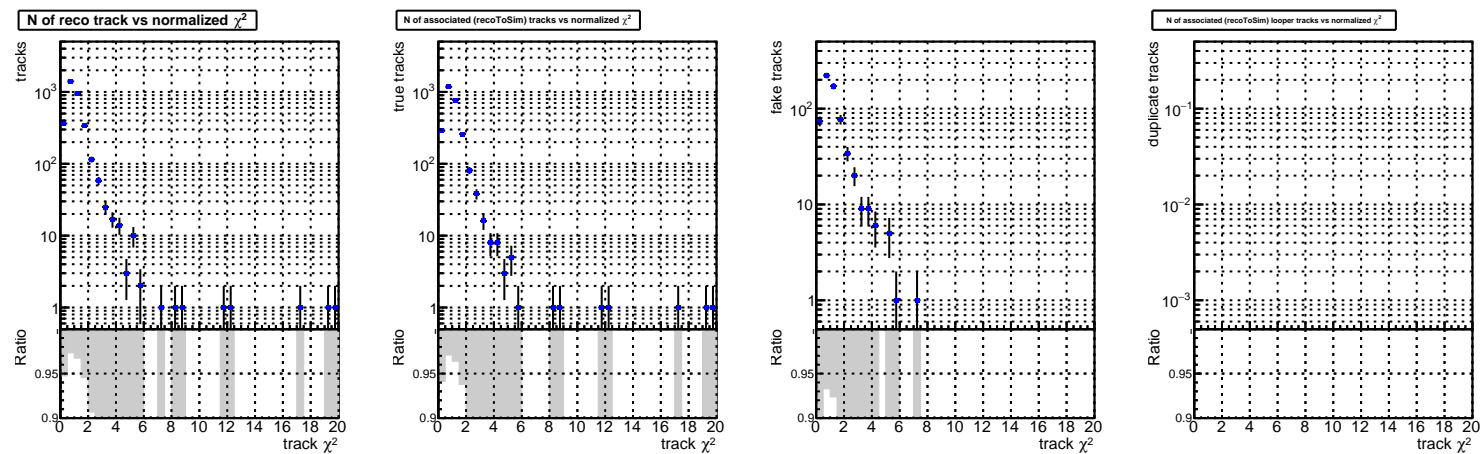 N of reco track vs normalized χ²
tracks
10³
10²
10
1
Ratio
0.95
0.9
0 2 4 6 8 10 12 14 16 18 20
track χ²
N of associated (recoToSim) tracks vs normalized χ²
true tracks
10³
10²
10
1
Ratio
0.95
0.9
0 2 4 6 8 10 12 14 16 18 20
track χ²
fake tracks
10²
10
1
Ratio
0.95
0.9
0 2 4 6 8 10 12 14 16 18 20
track χ²
N of associated (recoToSim) looper tracks vs normalized χ²
duplicate tracks
10⁻¹
10⁻²
10⁻³
Ratio
0.95
0.9
0 2 4 6 8 10 12 14 16 18 20
track χ²